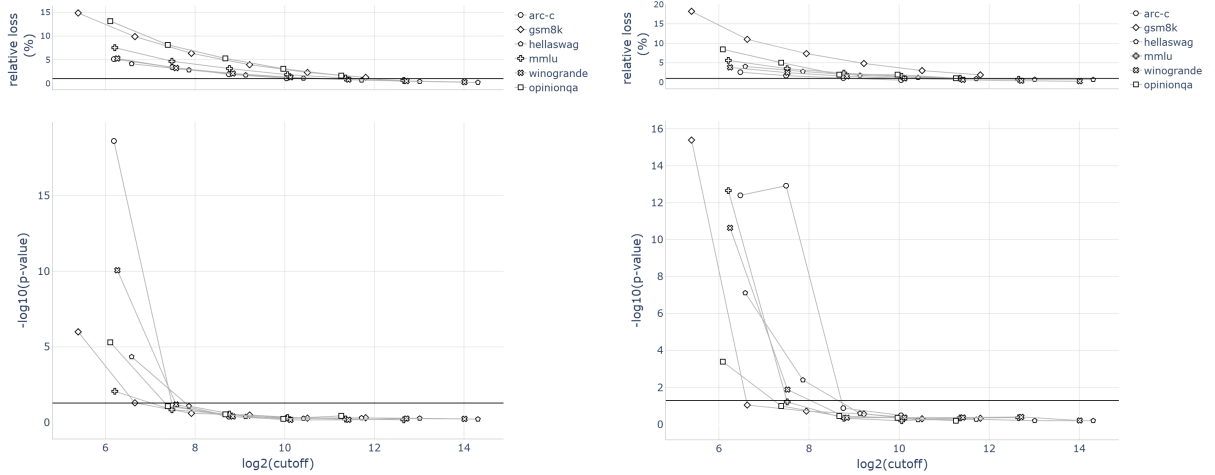 relative loss
(%)
15
10
5
0
arc-c
gsm8k
hellaswag
mmlu
winogrande
opinionqa
-log10(p-value)
15
10
5
0
6
8
10
12
14
log2(cutoff)
relative loss
(%)
20
15
10
5
0
arc-c
gsm8k
hellaswag
mmlu
winogrande
opinionqa
-log10(p-value)
16
14
12
10
8
6
4
2
0
6
8
10
12
14
log2(cutoff)